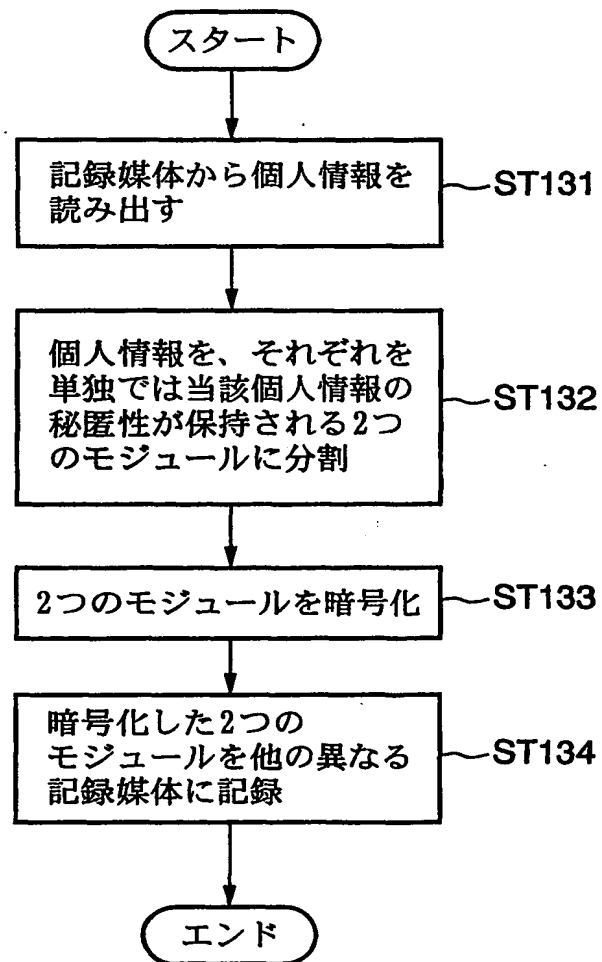 スタート
記録媒体から個人情報を
読み出す
ST131
個人情報を、それぞれを
単独では当該個人情報の
秘匿性が保持される2つ
のモジュールに分割
ST132
2つのモジュールを暗号化
ST133
暗号化した2つの
モジュールを他の異なる
記録媒体に記録
ST134
エンド